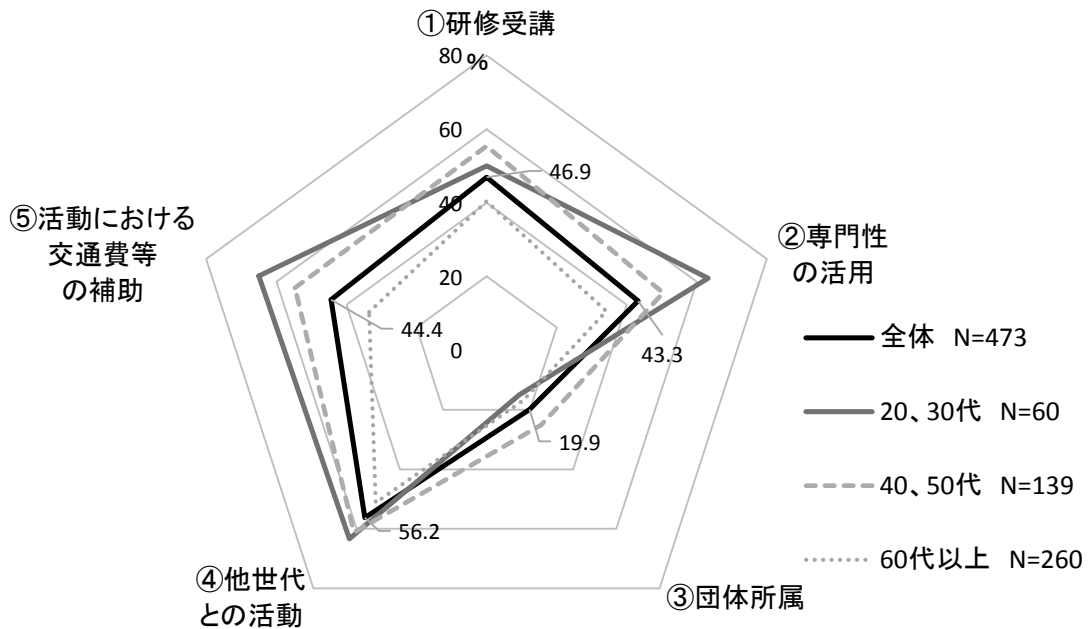 ①研修受講
80
%
60
46.9
40
⑤活動における
交通費等
の補助
②専門性
の活用
20
44.4
0
43.3
全体 N=473
20、30代 N=60
19.9
40、50代 N=139
56.2
60代以上 N=260
④他世代
との活動
③団体所属